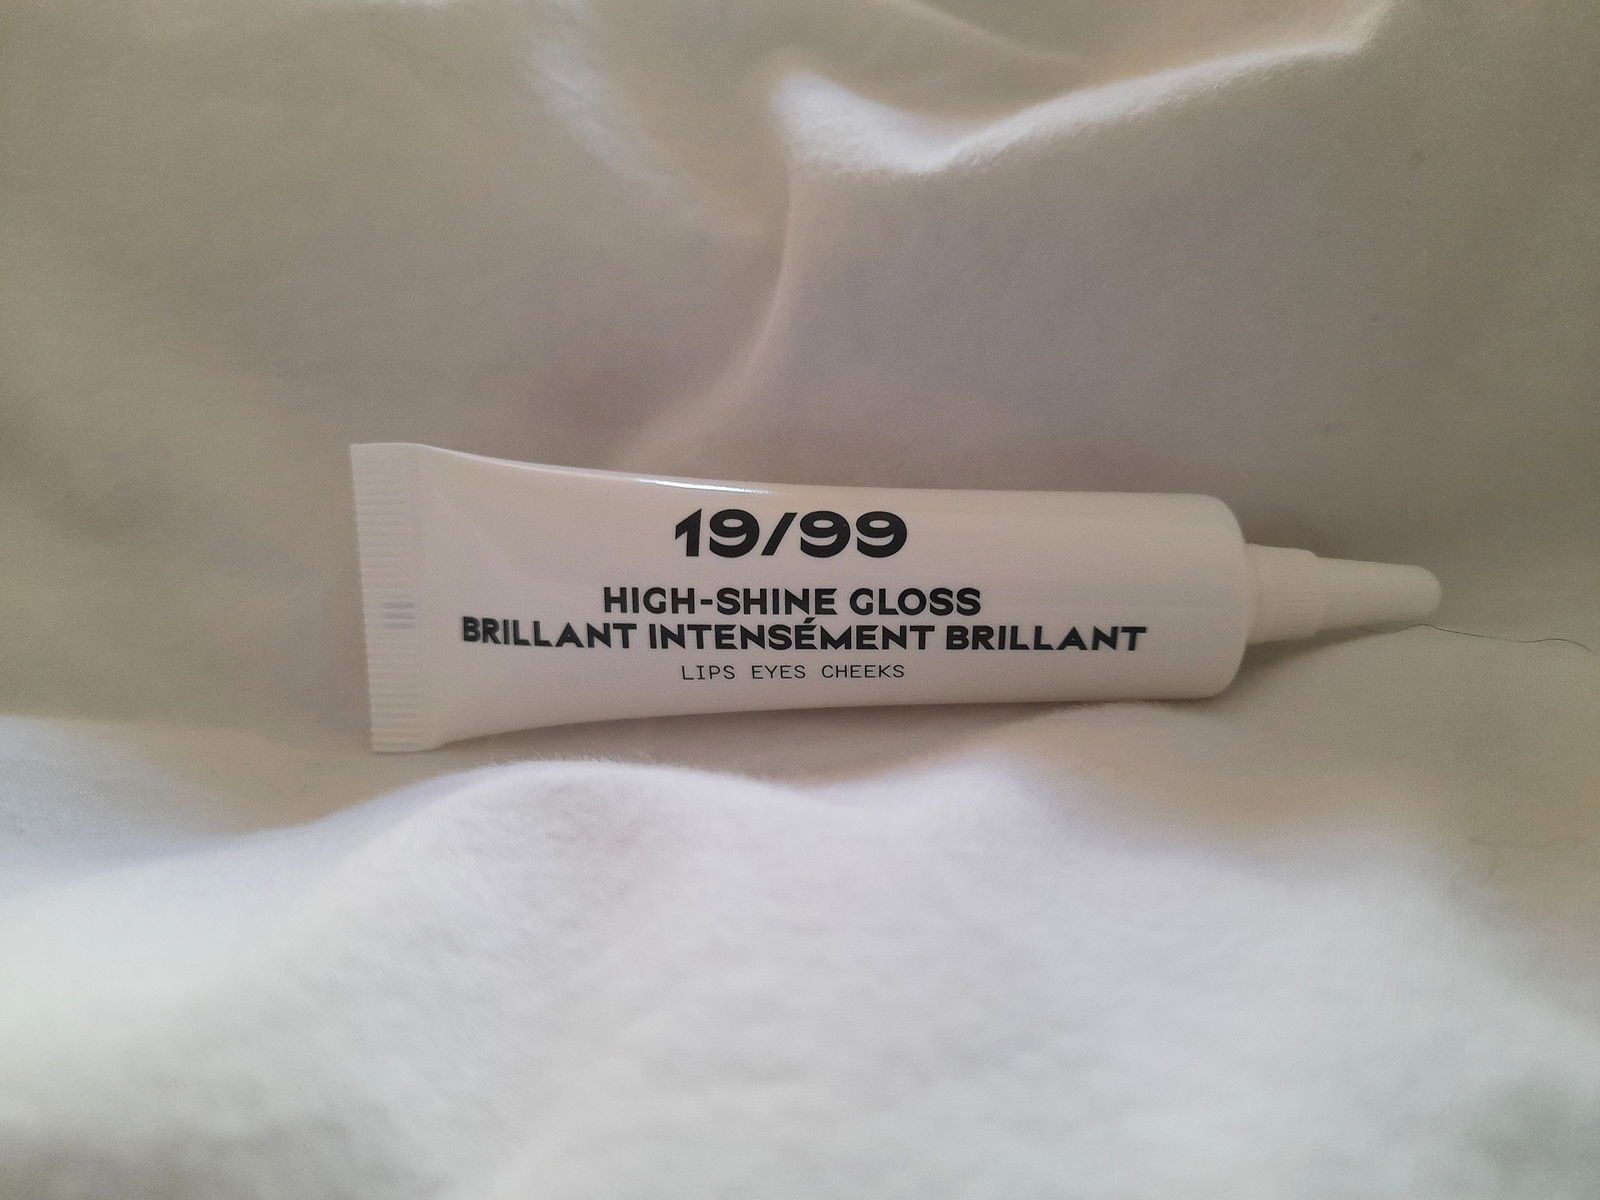 19/99
HIGH-SHINE GLOSS
BRILLANT INTENSÉMENT BRILLANT
LIPS EYES CHEEKS